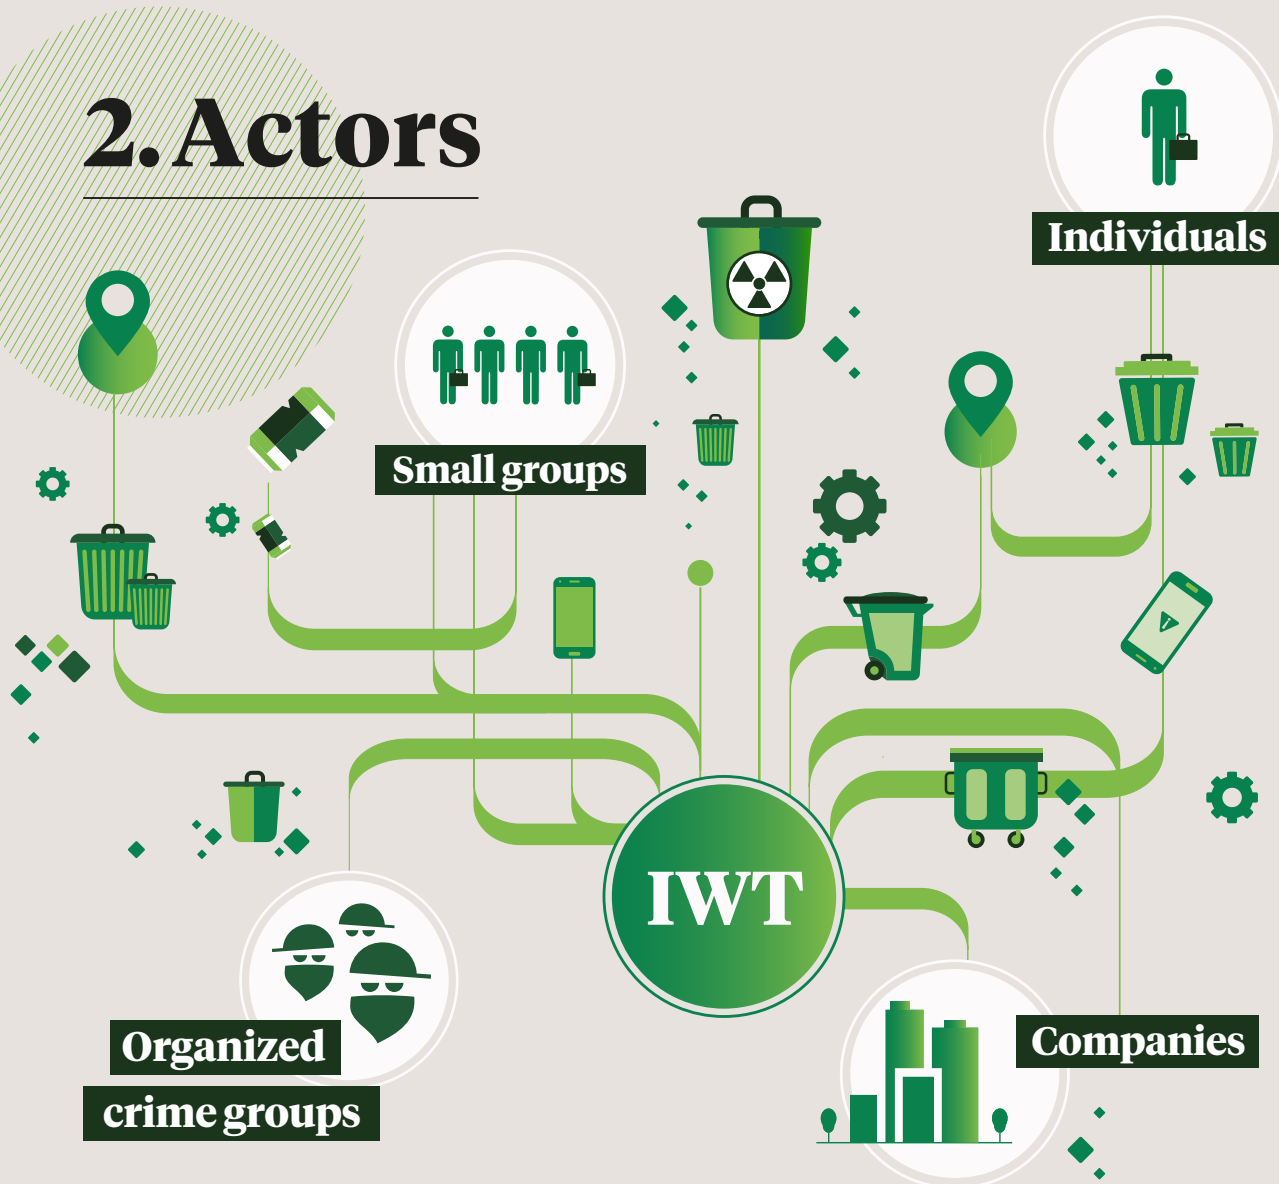 2. Actors
Individuals
Small groups
IWT
Organized
crime groups
Companies